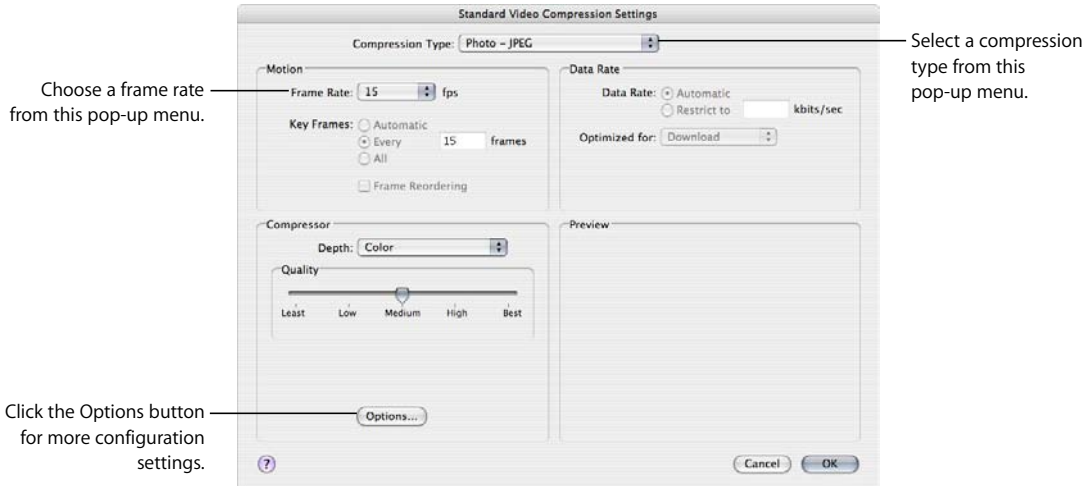 Standard Video Compression Settings
Compression Type: Photo – JPEG
Select a compression
type from this
pop-up menu.
Motion
Choose a frame rate
from this pop-up menu.
Frame Rate: 15 fps
Key Frames: Automatic
Every 15 frames
All
Frame Reordering
Data Rate
Data Rate: Automatic
Restrict to kbits/sec
Optimized for: Download
Compressor
Depth: Color
Quality
Least Low Medium High Best
Click the Options button
for more configuration
settings.
Options...
Preview
?
Cancel OK